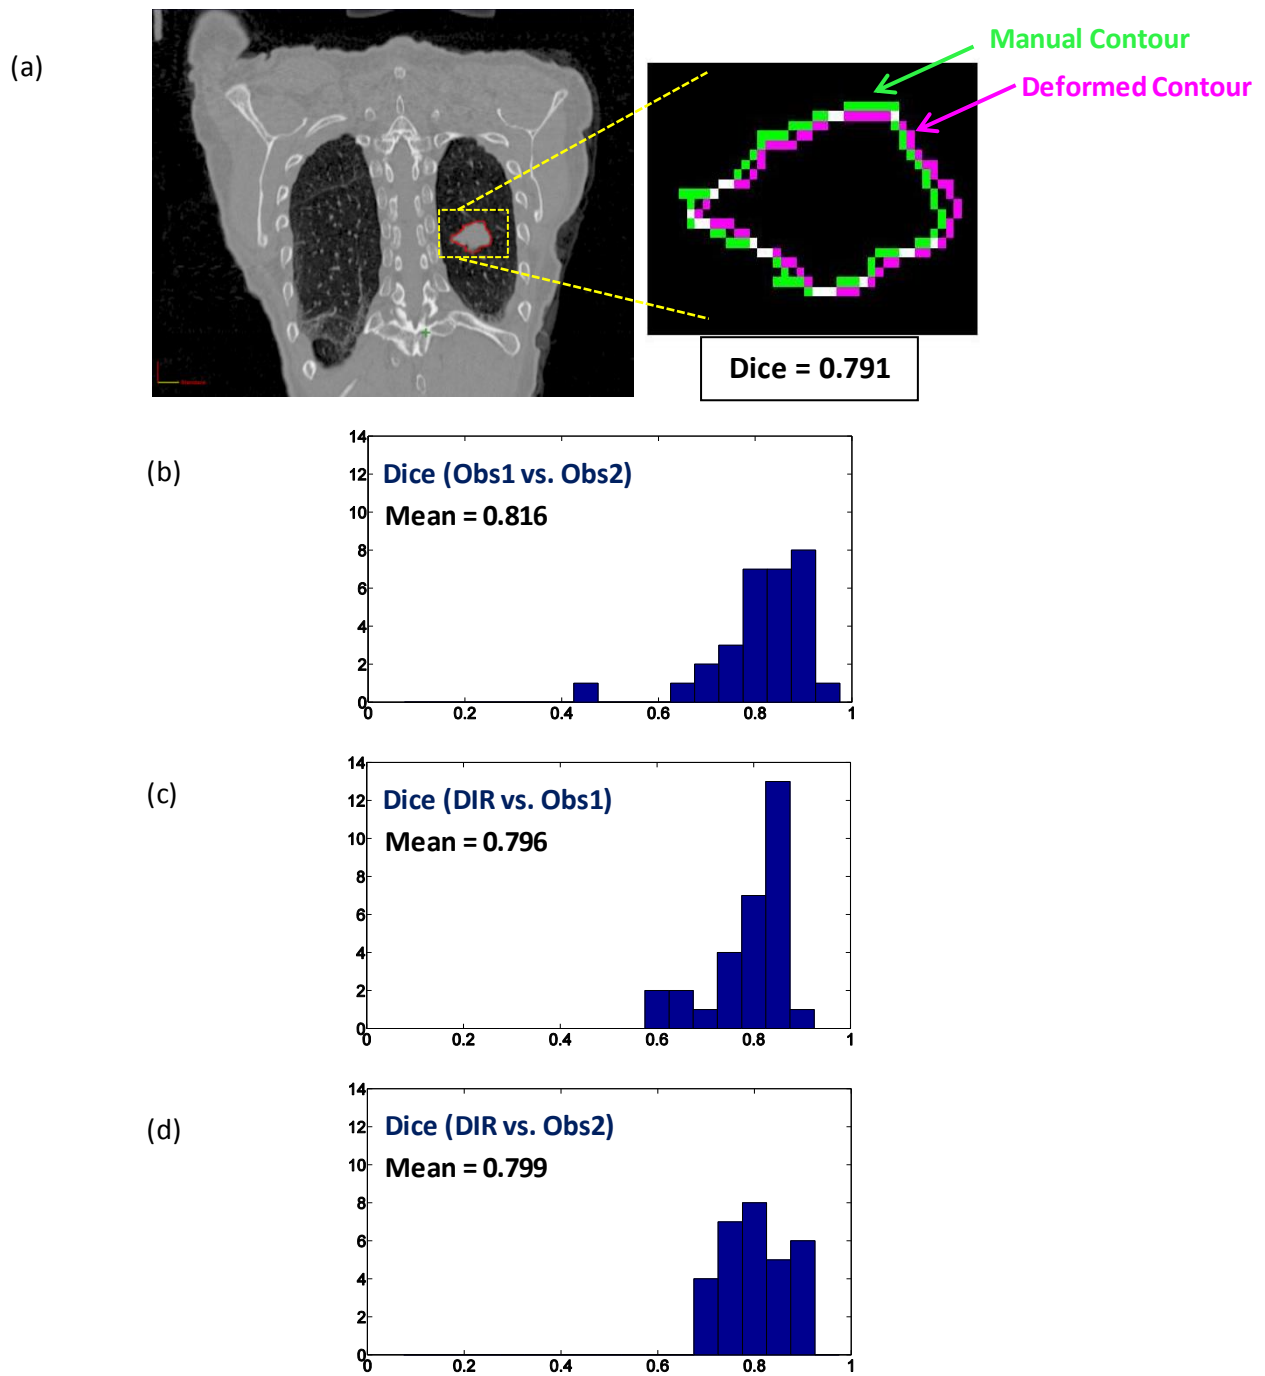 (a)
Manual Contour
Deformed Contour
Dice = 0.791
(b)
14
12
10
8
6
4
2
0
Dice (Obs1 vs. Obs2)
Mean = 0.816
0 0.2 0.4 0.6 0.8 1
(c)
14
12
10
8
6
4
2
0
Dice (DIR vs. Obs1)
Mean = 0.796
0 0.2 0.4 0.6 0.8 1
(d)
14
12
10
8
6
4
2
0
Dice (DIR vs. Obs2)
Mean = 0.799
0 0.2 0.4 0.6 0.8 1